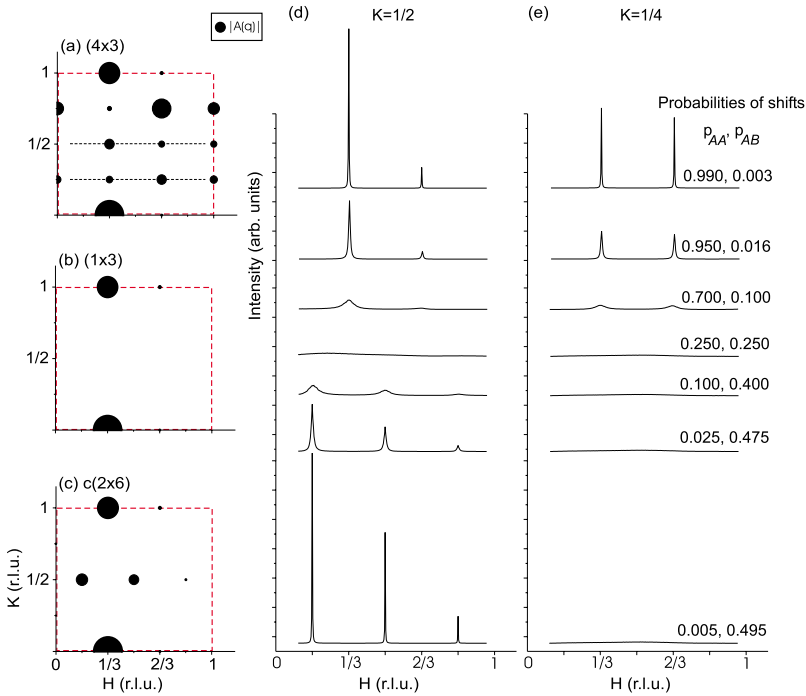 |A(q)|
(a) (4x3)
1
1/2
(b) (1x3)
1
1/2
(c) c(2x6)
1
1/2
K (r.l.u.)
0 1/3 2/3 1
H (r.l.u.)
(d) K=1/2
Intensity (arb. units)
0 1/3 2/3 1
H (r.l.u.)
(e) K=1/4
Probabilities of shifts
pAA, pAB
0.990, 0.003
0.950, 0.016
0.700, 0.100
0.250, 0.250
0.100, 0.400
0.025, 0.475
0.005, 0.495
0 1/3 2/3 1
H (r.l.u.)